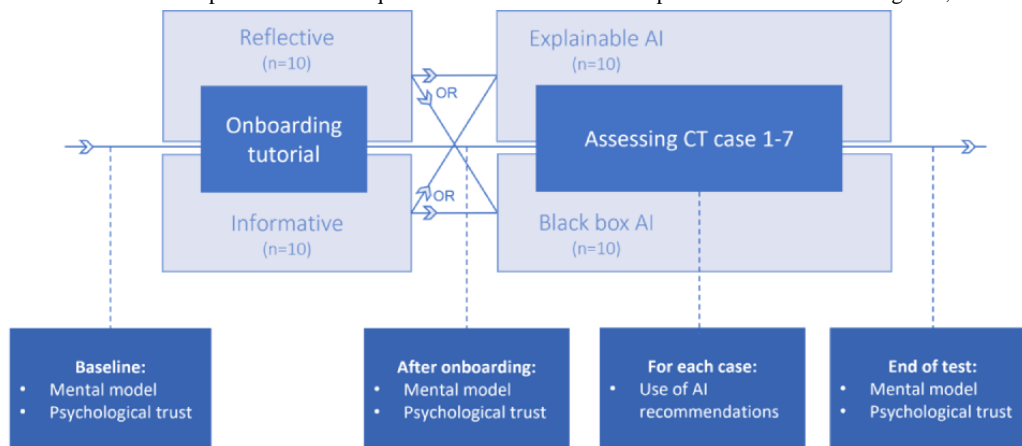 Reflective
(n=10)
Explainable AI
(n=10)
OR
Onboarding
tutorial
Assessing CT case 1-7
OR
Informative
(n=10)
Black box AI
(n=10)
Baseline:
• Mental model
• Psychological trust
After onboarding:
• Mental model
• Psychological trust
For each case:
• Use of AI
recommendations
End of test:
• Mental model
• Psychological trust